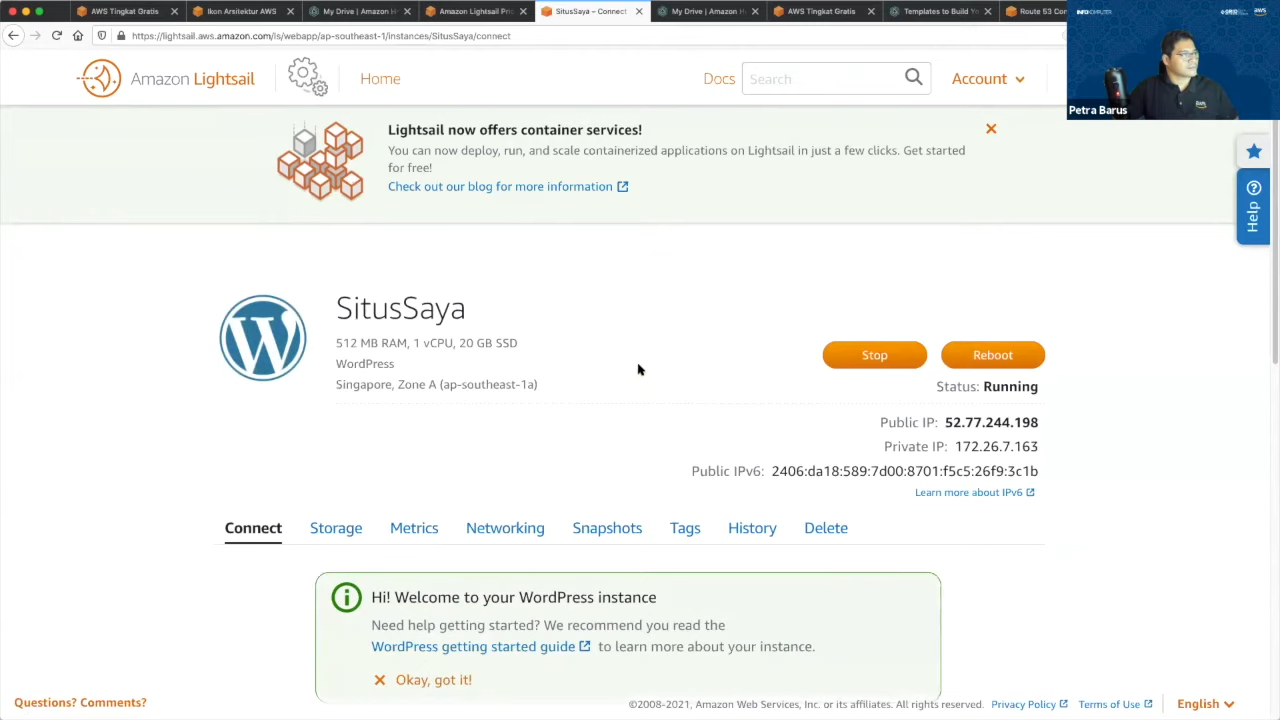 AWS Tingkat Gratis
Ikon Arsitektur AWS
My Drive | Amazon H
Amazon Lightsail Pric
SitusSaya – Connect
My Drive | Amazon H
AWS Tingkat Gratis
Templates to Build Yo
Route 53 Con
https://lightsail.aws.amazon.com/ls/webapp/ap-southeast-1/instances/SitusSaya/connect
INFOKOMPUTER
aws
Petra Barus
Amazon Lightsail
Home
Docs
Search
Account
Lightsail now offers container services!
You can now deploy, run, and scale containerized applications on Lightsail in just a few clicks. Get started
for free!
Check out our blog for more information
Help
SitusSaya
512 MB RAM, 1 vCPU, 20 GB SSD
WordPress
Singapore, Zone A (ap-southeast-1a)
Stop
Reboot
Status: Running
Public IP: 52.77.244.198
Private IP: 172.26.7.163
Public IPv6: 2406:da18:589:7d00:8701:f5c5:26f9:3c1b
Learn more about IPv6
Connect
Storage
Metrics
Networking
Snapshots
Tags
History
Delete
Hi! Welcome to your WordPress instance
Need help getting started? We recommend you read the
WordPress getting started guide to learn more about your instance.
Okay, got it!
Questions? Comments?
©2008-2021, Amazon Web Services, Inc. or its affiliates. All rights reserved.
Privacy Policy
Terms of Use
English